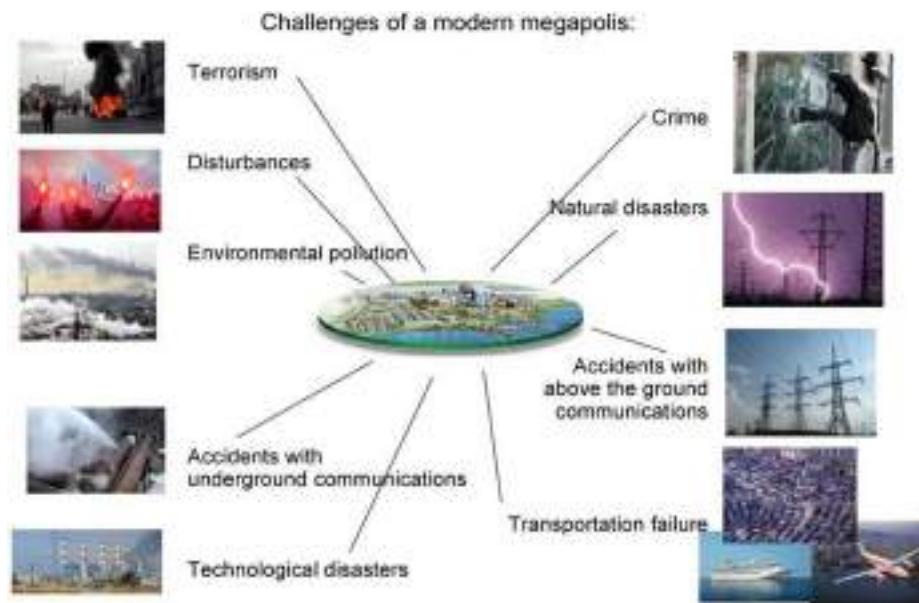 Challenges of a modern megapolis:
Terrorism
Disturbances
Environmental pollution
Accidents with
underground communications
Technological disasters
Crime
Natural disasters
Accidents with
above the ground
communications
Transportation failure